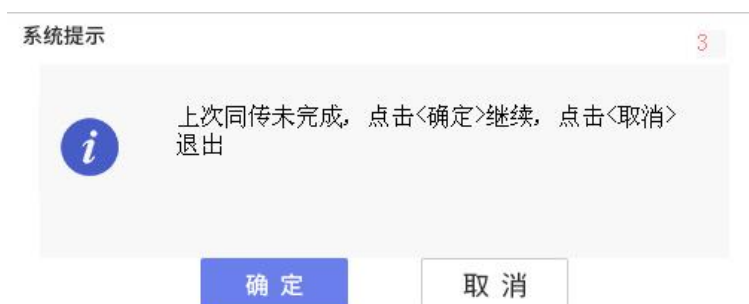 系统提示
3
上次同传未完成, 点击<确定>继续, 点击<取消>
退出
确 定
取 消